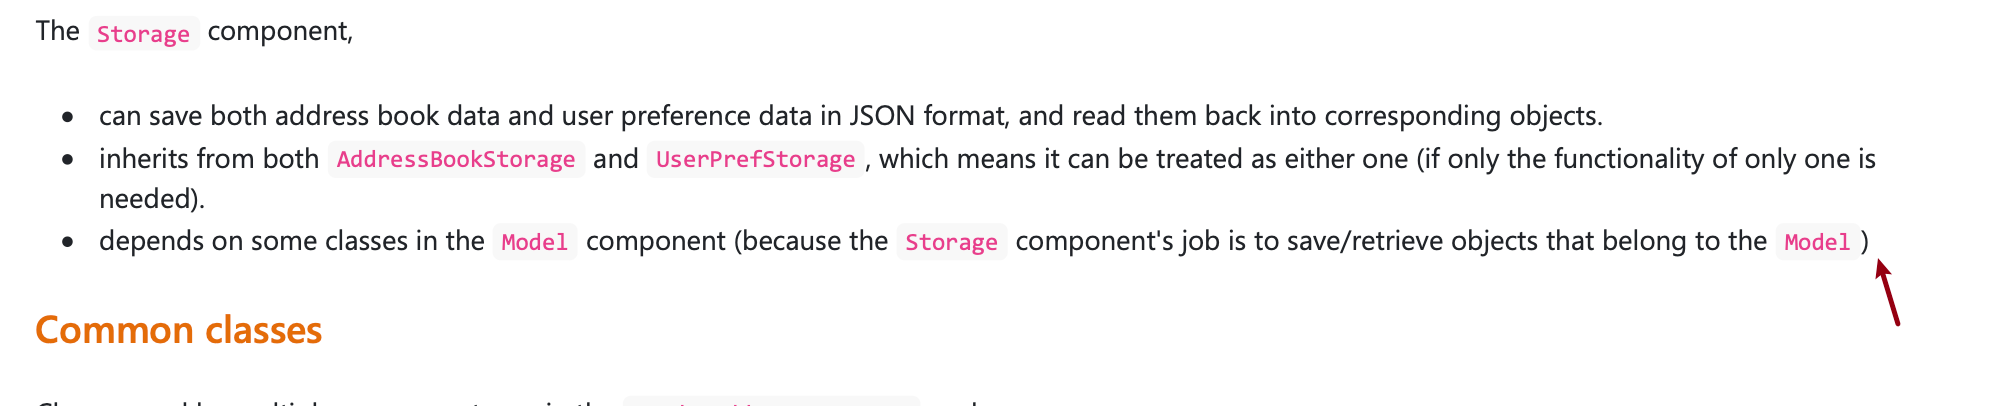 The Storage component,
• can save both address book data and user preference data in JSON format, and read them back into corresponding objects.
• inherits from both AddressBookStorage and UserPrefStorage, which means it can be treated as either one (if only the functionality of only one is
needed).
• depends on some classes in the Model component (because the Storage component's job is to save/retrieve objects that belong to the Model)
Common classes